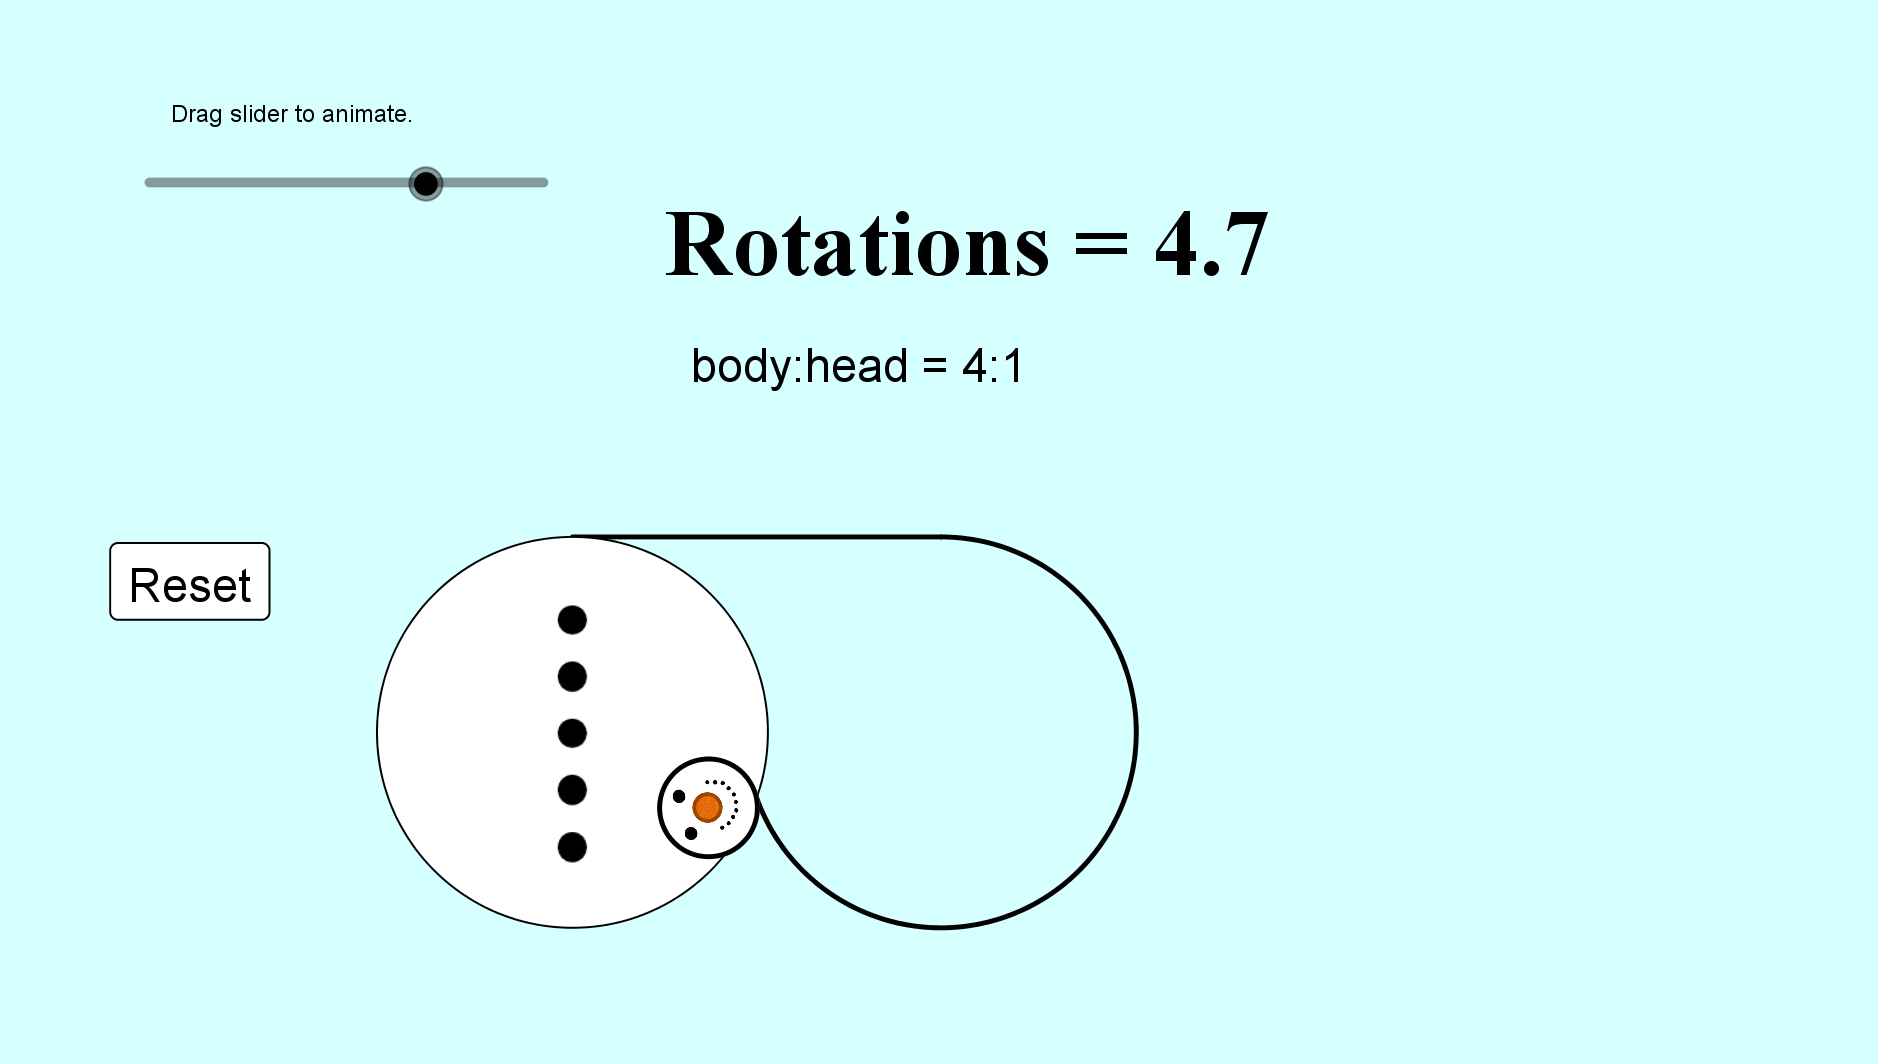 Drag slider to animate.
Rotations = 4.7
body:head = 4:1
Reset